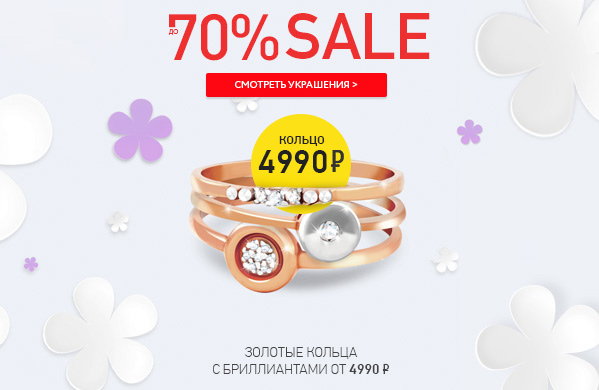 ДО 70% SALE
СМОТРЕТЬ УКРАШЕНИЯ >
КОЛЬЦО
4990 ₽
ЗОЛОТЫЕ КОЛЬЦА
С БРИЛЛИАНТАМИ ОТ 4990 ₽